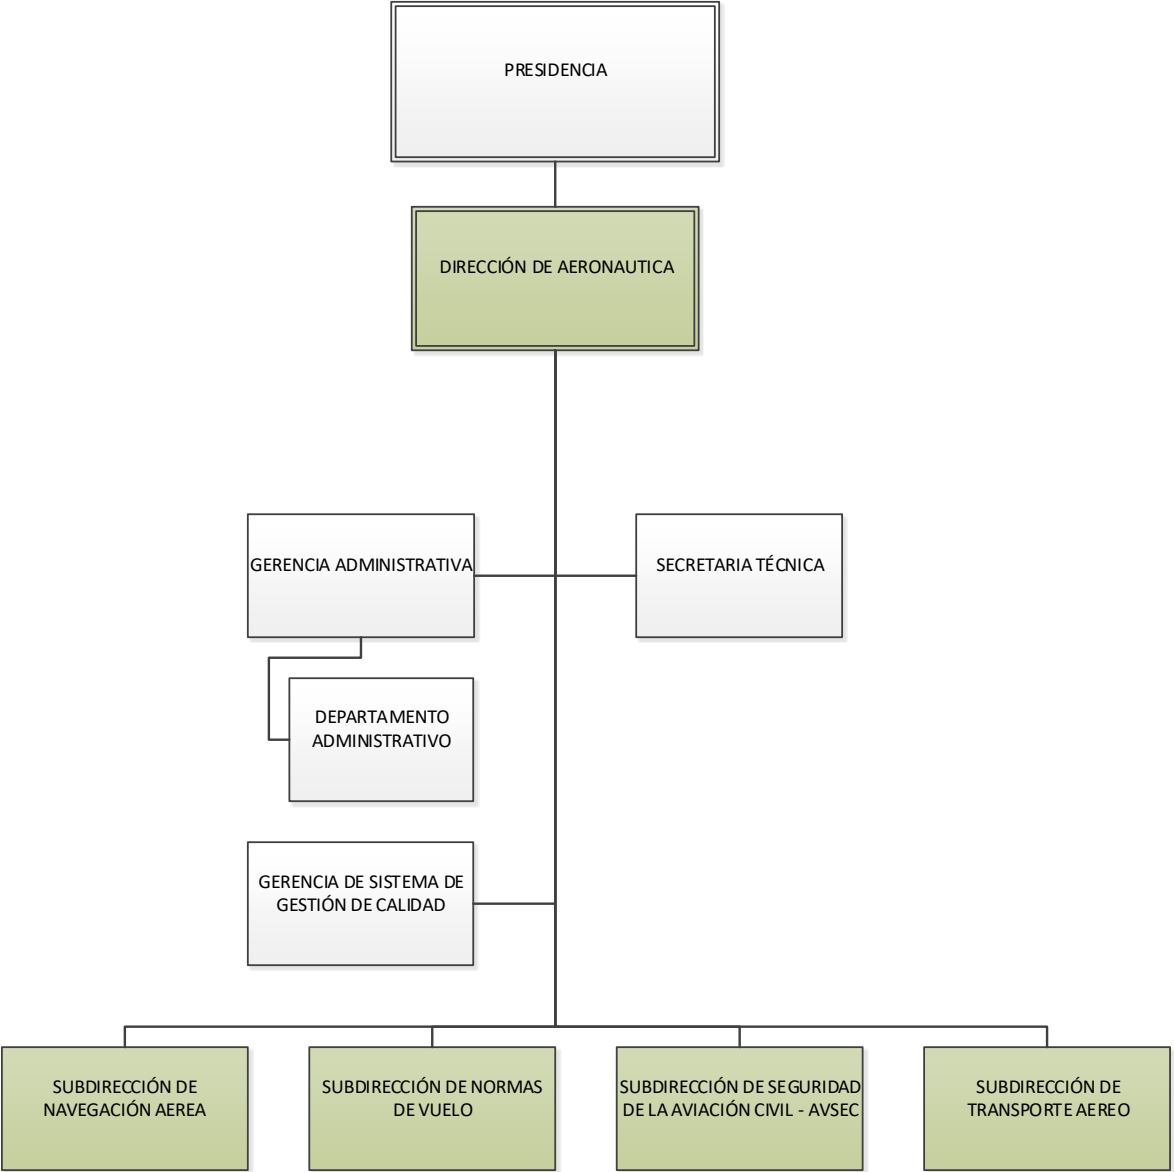 PRESIDENCIA
DIRECCIÓN DE AERONAUTICA
GERENCIA ADMINISTRATIVA
SECRETARIA TÉCNICA
DEPARTAMENTO
ADMINISTRATIVO
GERENCIA DE SISTEMA DE
GESTIÓN DE CALIDAD
SUBDIRECCIÓN DE
NAVEGACIÓN AEREA
SUBDIRECCIÓN DE NORMAS
DE VUELO
SUBDIRECCIÓN DE SEGURIDAD
DE LA AVIACIÓN CIVIL - AVSEC
SUBDIRECCIÓN DE
TRANSPORTE AEREO